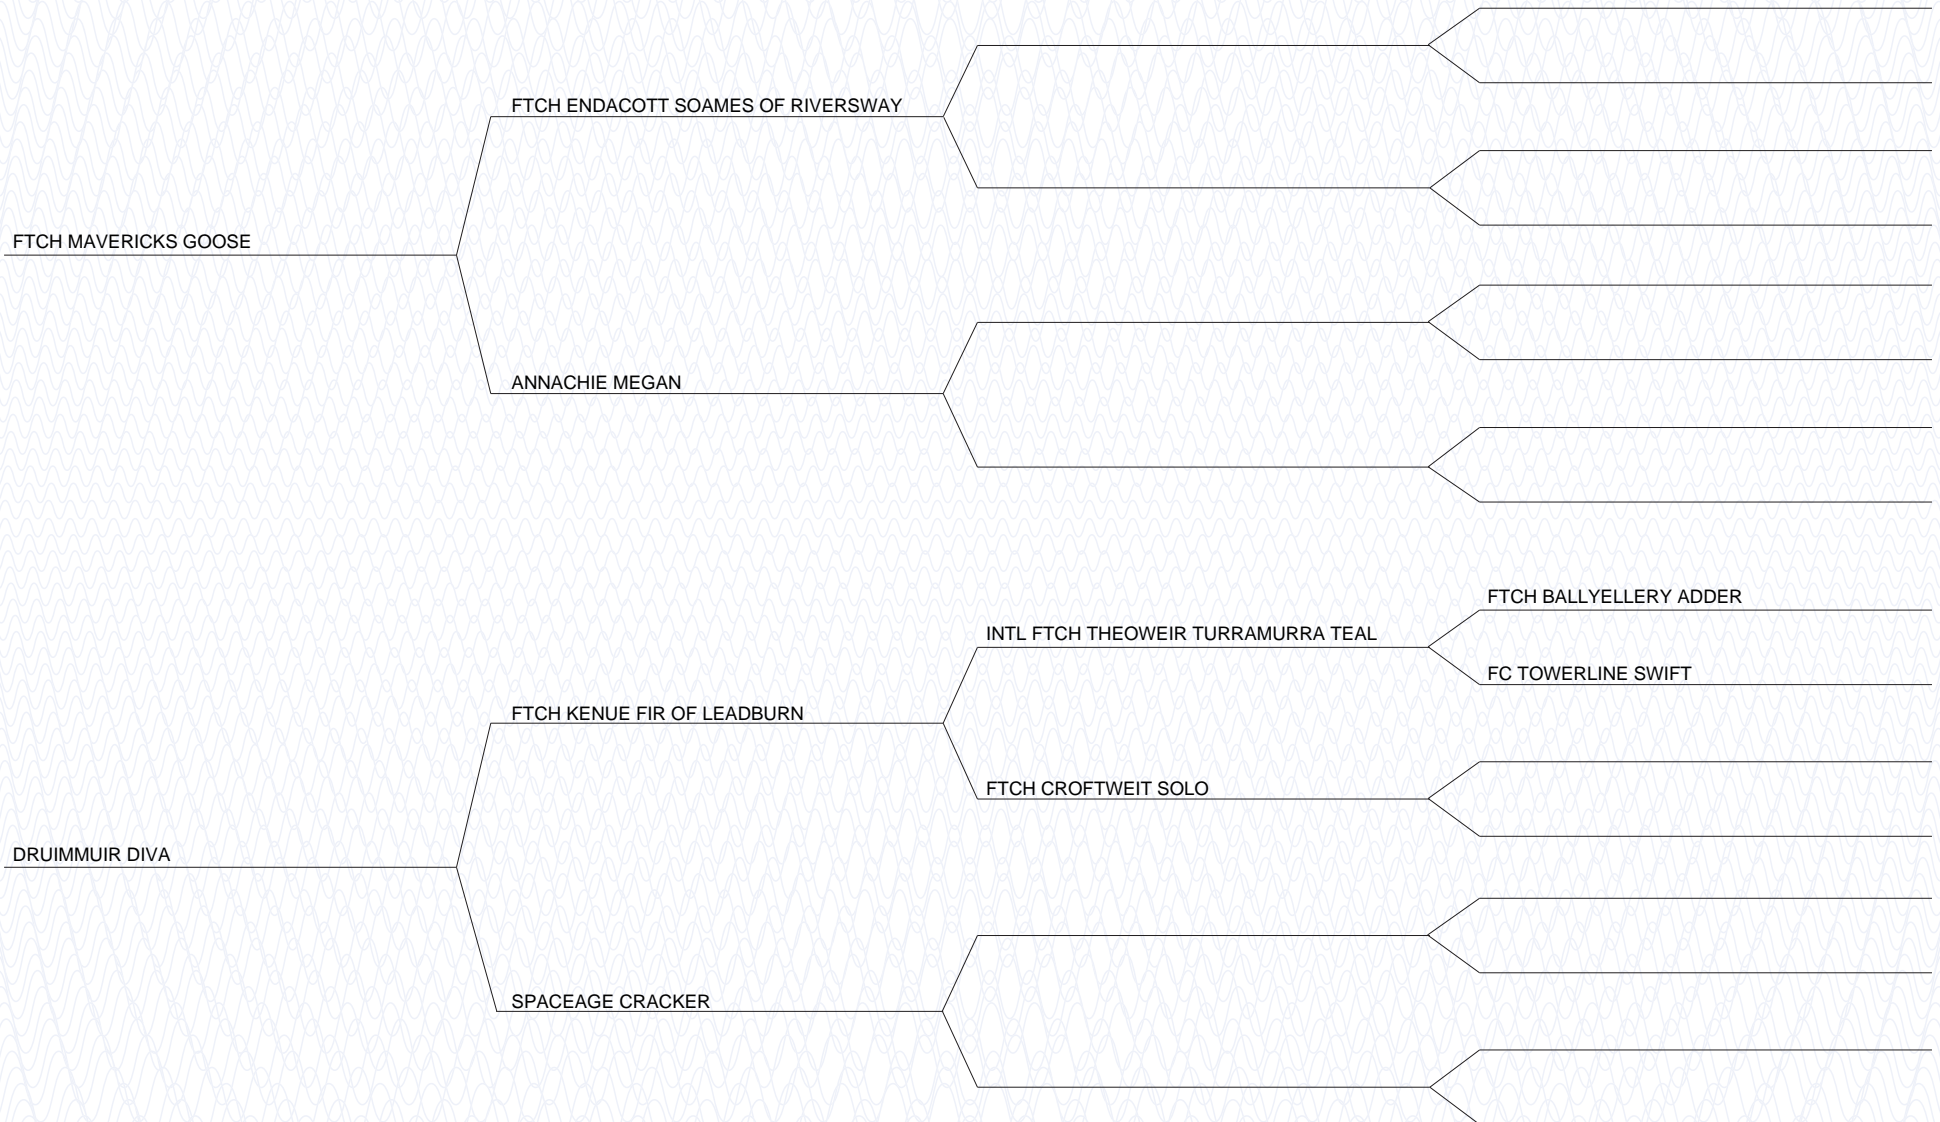 FTCH ENDACOTT SOAMES OF RIVERSWAY
FTCH MAVERICKS GOOSE
ANNACHIE MEGAN
FTCH BALLYELLERY ADDER
INTL FTCH THEOWEIR TURRAMURRA TEAL
FC TOWERLINE SWIFT
FTCH KENUE FIR OF LEADBURN
FTCH CROFTWEIT SOLO
DRUIMMUIR DIVA
SPACEAGE CRACKER